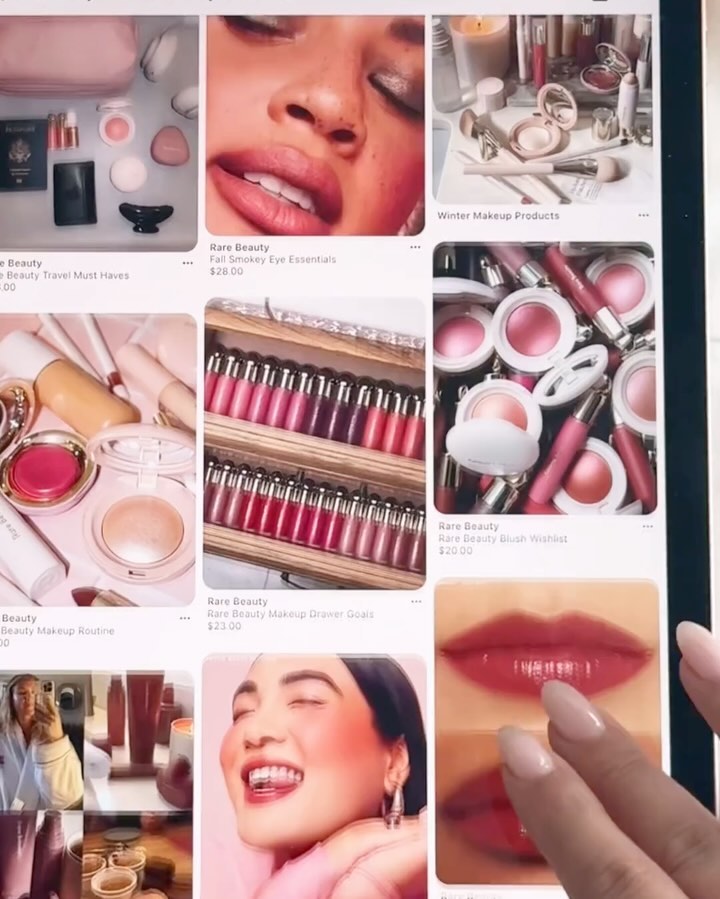 e Beauty
e Beauty Travel Must Haves
.00
Beauty
Beauty Makeup Routine
00
Rare Beauty
Fall Smokey Eye Essentials
$28.00
Rare Beauty
Rare Beauty Makeup Drawer Goals
$23.00
Winter Makeup Products
Rare Beauty
Rare Beauty Blush Wishlist
$20.00